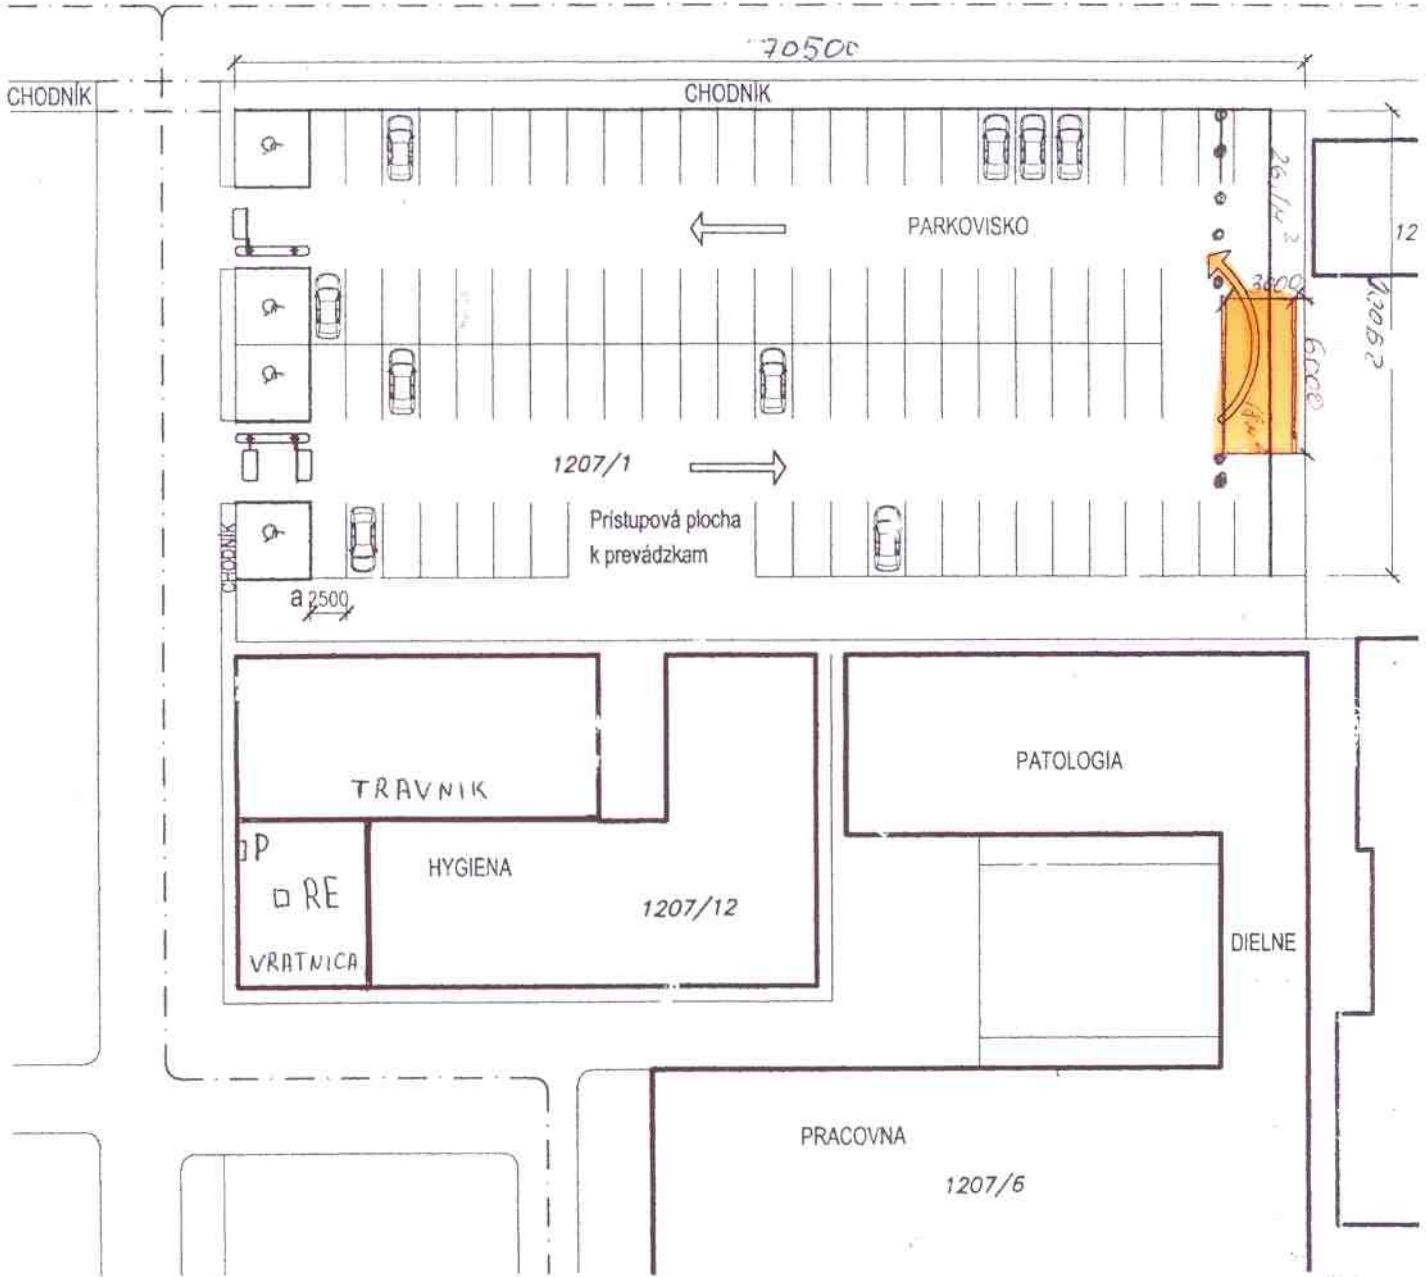 70500
CHODNÍK
CHODNÍK
PARKOVISKO
12
6000
1207/1
Prístupová plocha
k prevádzkam
CHODNÍK
a 2500
TRAVNIK
PATOLOGIA
P
HYGIENA
RE
1207/12
VRATNICA
DIELNE
PRACOVNA
1207/6